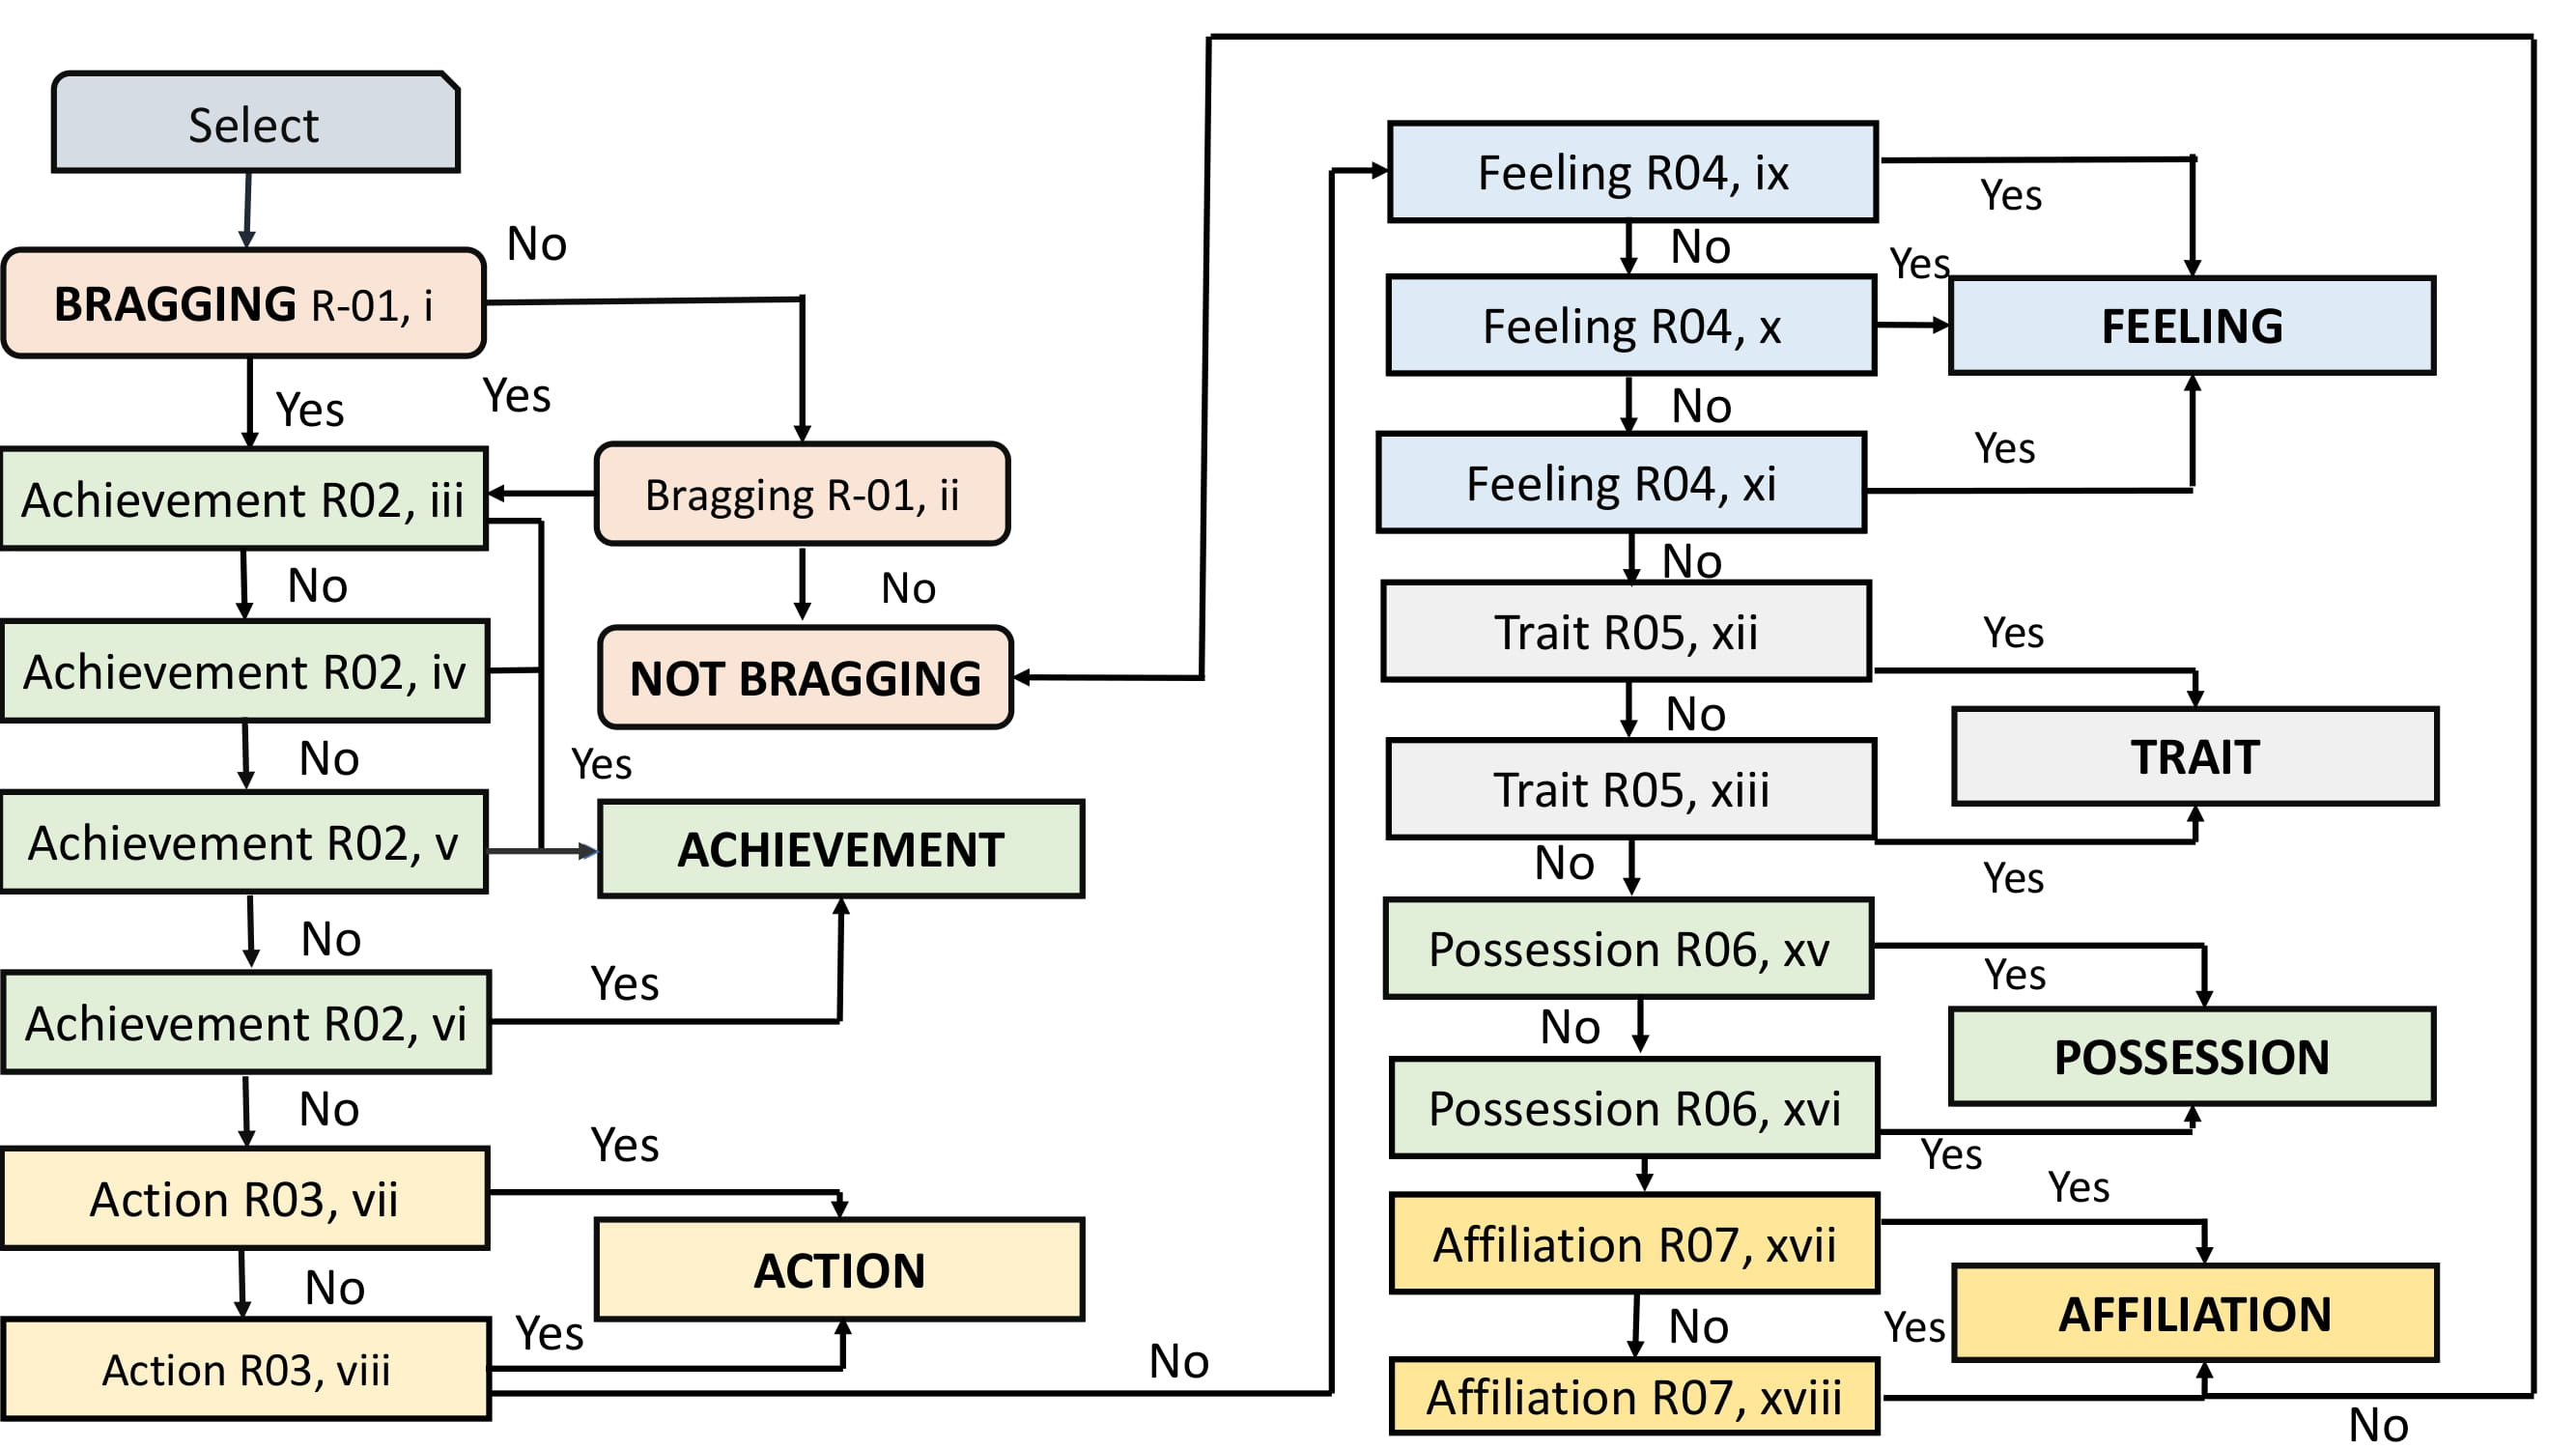 Select
No
BRAGGING R-01, i
Yes
Yes
Achievement R02, iii
Bragging R-01, ii
No
No
Achievement R02, iv
NOT BRAGGING
No
Yes
Achievement R02, v
ACHIEVEMENT
No
Yes
Achievement R02, vi
No
Yes
Action R03, vii
ACTION
No
Yes
Action R03, viii
No
Feeling R04, ix
Yes
No
Yes
Feeling R04, x
FEELING
No
Yes
Feeling R04, xi
No
Trait R05, xii
Yes
No
TRAIT
Trait R05, xiii
No
Yes
Possession R06, xv
Yes
No
POSSESSION
Possession R06, xvi
Yes
Yes
Affiliation R07, xvii
AFFILIATION
No
Yes
Affiliation R07, xviii
No